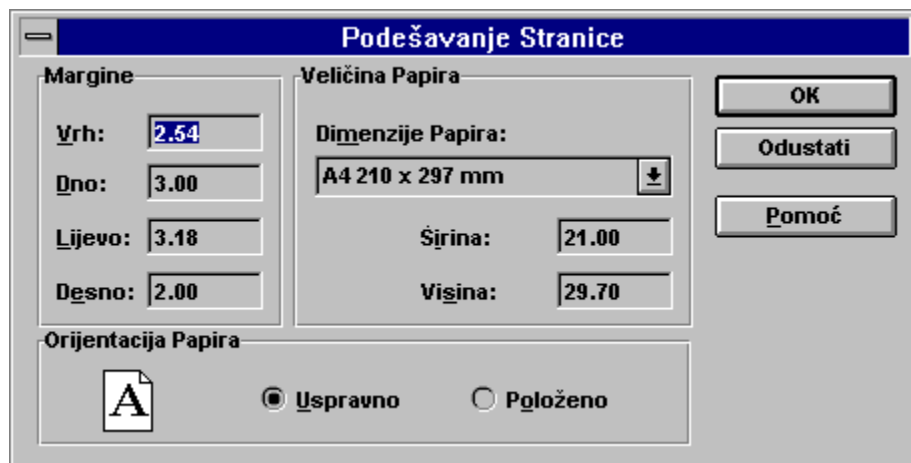 Podešavanje Stranice
Margine
Vrh: 2.54
Dno: 3.00
Lijevo: 3.18
Desno: 2.00
Veličina Papira
Dimenzije Papira:
A4 210 x 297 mm
Širina: 21.00
Visina: 29.70
OK
Odustati
Pomoć
Orijentacija Papira
A
Uspravno
Položeno